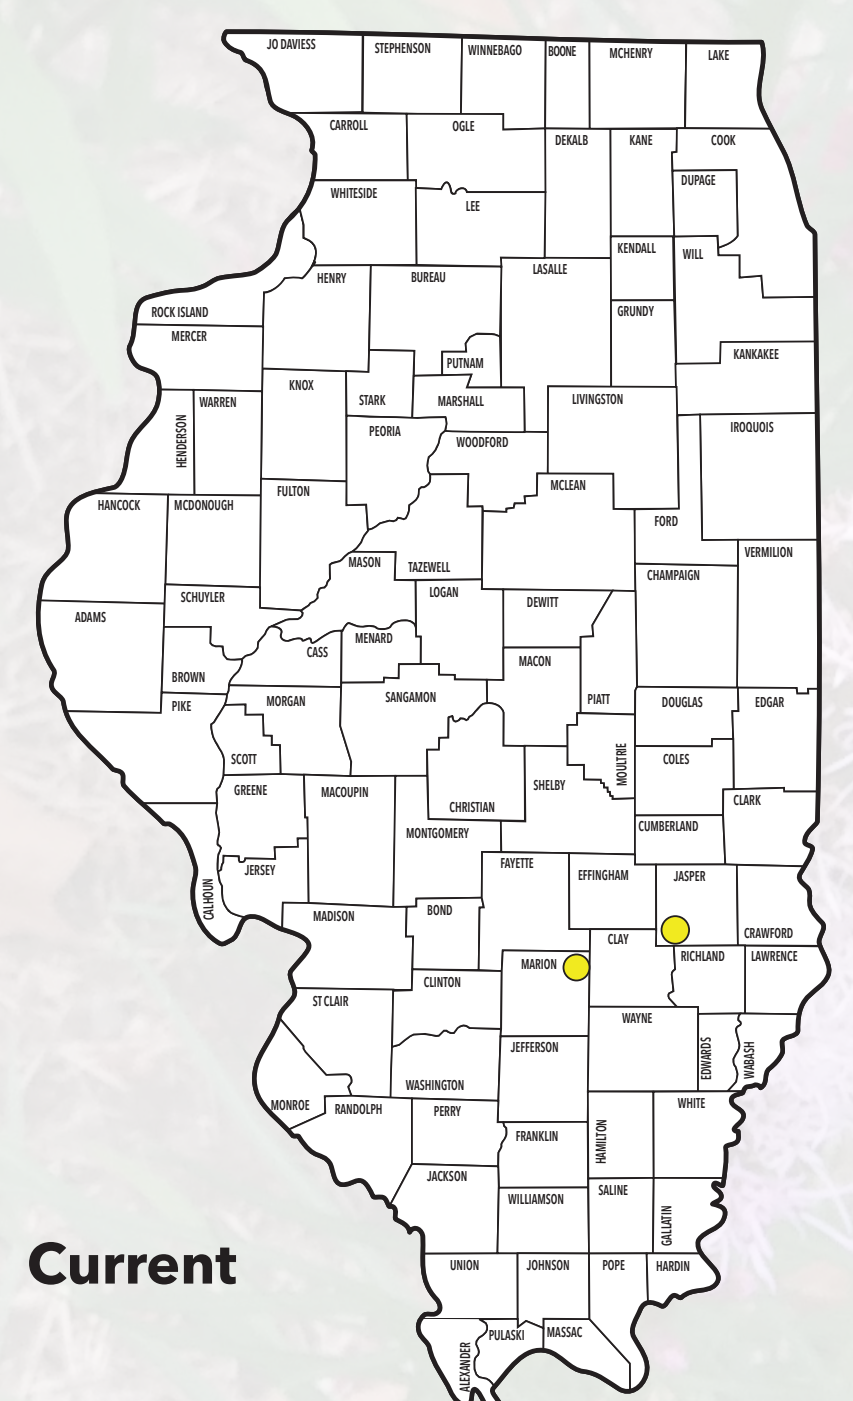 JO DAVIESS
STEPHENSON
WINNEBAGO
BOONE
MCHENRY
LAKE
CARROLL
OGLE
DEKALB
KANE
COOK
DUPAGE
WHITESIDE
LEE
KENDALL
WILL
LASALLE
HENRY
BUREAU
ROCK ISLAND
GRUNDY
MERCER
KANKAKEE
PUTNAM
KNOX
STARK
MARSHALL
LIVINGSTON
WARREN
HENDERSON
PEORIA
WOODFORD
IROQUOIS
MCLEAN
FULTON
HANCOCK
MCDONOUGH
FORD
VERMILION
MASON
TAZEWELL
CHAMPAIGN
LOGAN
SCHUYLER
DEWITT
ADAMS
MENARD
CASS
MACON
BROWN
SANGAMON
PIATT
MORGAN
DOUGLAS
EDGAR
PIKE
SCOTT
MOULTRIE
COLES
SHELBY
GREENE
MACOUPIN
CLARK
CHRISTIAN
CUMBERLAND
MONTGOMERY
FAYETTE
EFFINGHAM
JASPER
JERSEY
CALHOUN
MADISON
BOND
CLAY
CRAWFORD
MARION
RICHLAND
LAWRENCE
CLINTON
ST CLAIR
WAYNE
JEFFERSON
EDWARDS
WABASH
WASHINGTON
MONROE
RANDOLPH
PERRY
WHITE
HAMILTON
FRANKLIN
JACKSON
SALINE
WILLIAMSON
GALLATIN
Current
UNION
JOHNSON
POPE
HARDIN
PULASKI
MASSAC
ALEXANDER